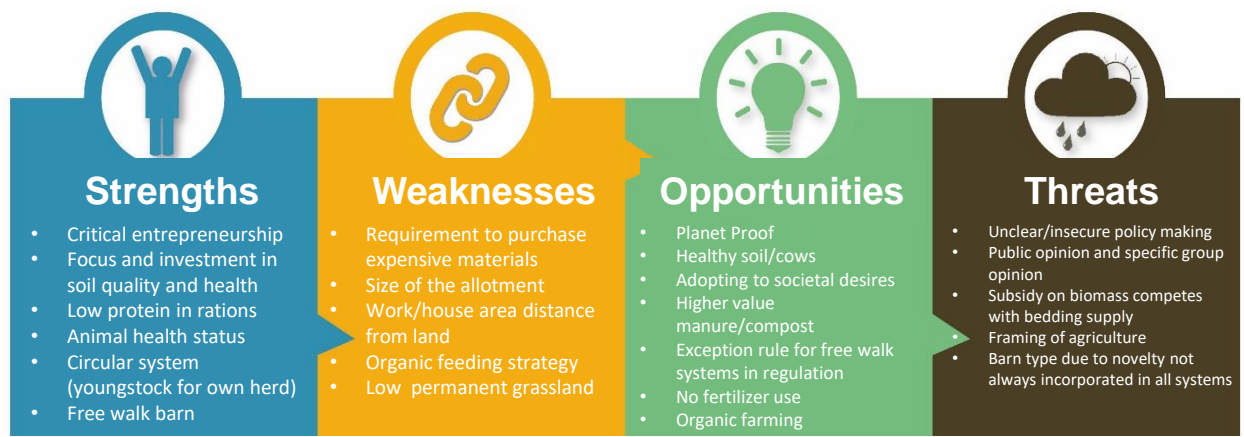 Strengths
• Critical entrepreneurship
• Focus and investment in
soil quality and health
• Low protein in rations
• Animal health status
• Circular system
(youngstock for own herd)
• Free walk barn
Weaknesses
• Requirement to purchase
expensive materials
• Size of the allotment
• Work/house area distance
from land
• Organic feeding strategy
• Low permanent grassland
Opportunities
• Planet Proof
• Healthy soil/cows
• Adopting to societal desires
• Higher value
manure/compost
• Exception rule for free walk
systems in regulation
• No fertilizer use
• Organic farming
Threats
• Unclear/insecure policy making
• Public opinion and specific group
opinion
• Subsidy on biomass competes
with bedding supply
• Framing of agriculture
• Barn type due to novelty not
always incorporated in all systems